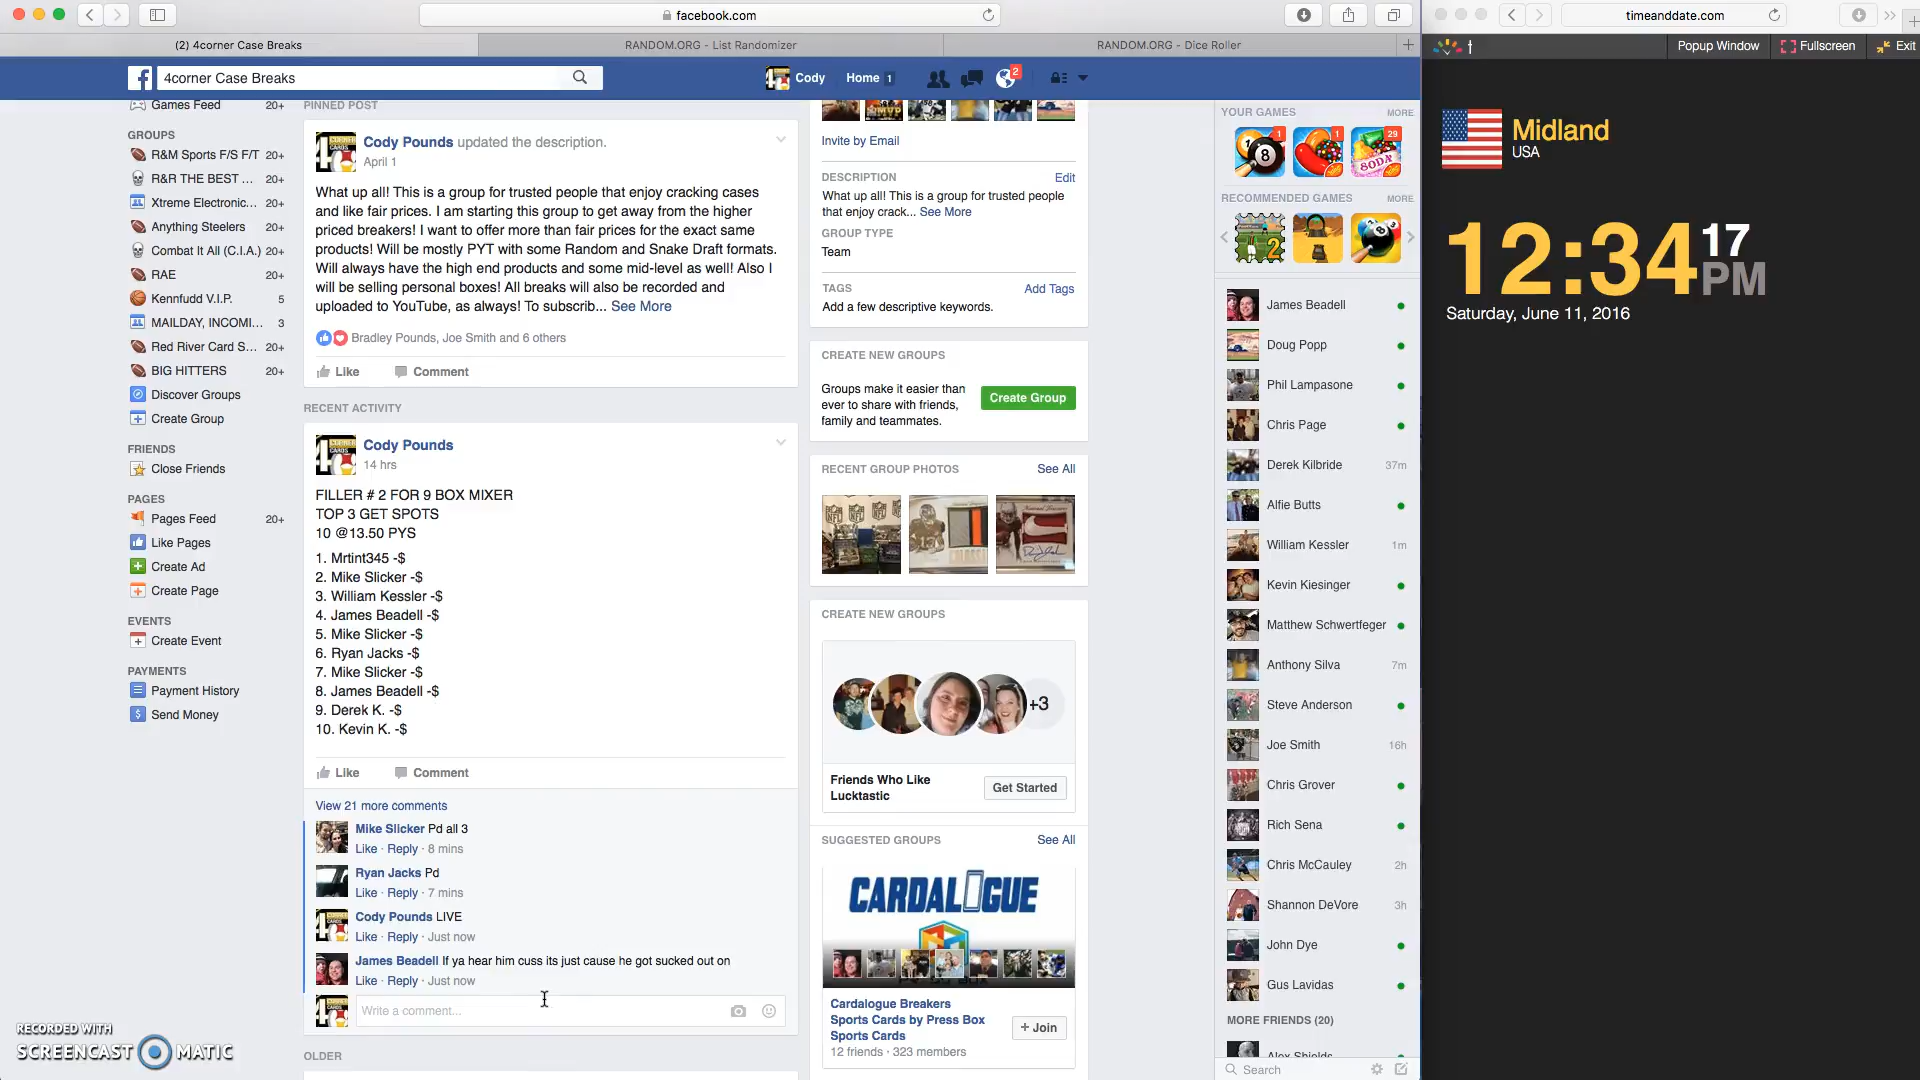 facebook.com
timeanddate.com
(2) 4corner Case Breaks
RANDOM.ORG - List Randomizer
RANDOM.ORG - Dice Roller
Popup Window
Fullscreen
Exit
4corner Case Breaks
Cody
Home 1
2
Games Feed 20+
GROUPS
R&M Sports F/S F/T 20+
R&R THE BEST ... 20+
Xtreme Electronic... 20+
Anything Steelers 20+
Combat It All (C.I.A.) 20+
RAE 20+
Kennfudd V.I.P. 5
MAILDAY, INCOMI... 3
Red River Card S... 20+
BIG HITTERS 20+
Discover Groups
Create Group
FRIENDS
Close Friends
PAGES
Pages Feed 20+
Like Pages
Create Ad
Create Page
EVENTS
Create Event
PAYMENTS
Payment History
Send Money
RECORDED WITH
SCREENCAST MATIC
PINNED POST
Cody Pounds updated the description.
April 1
What up all! This is a group for trusted people that enjoy cracking cases
and like fair prices. I am starting this group to get away from the higher
priced breakers! I want to offer more than fair prices for the exact same
products! Will be mostly PYT with some Random and Snake Draft formats.
Will always have the high end products and some mid-level as well! Also I
will be selling personal boxes! All breaks will also be recorded and
uploaded to YouTube, as always! To subscrib... See More
Bradley Pounds, Joe Smith and 6 others
Like Comment
RECENT ACTIVITY
Cody Pounds
14 hrs
FILLER # 2 FOR 9 BOX MIXER
TOP 3 GET SPOTS
10 @13.50 PYS
1. Mrtint345 -$
2. Mike Slicker -$
3. William Kessler -$
4. James Beadell -$
5. Mike Slicker -$
6. Ryan Jacks -$
7. Mike Slicker -$
8. James Beadell -$
9. Derek K. -$
10. Kevin K. -$
Like Comment
View 21 more comments
Mike Slicker Pd all 3
Like · Reply · 8 mins
Ryan Jacks Pd
Like · Reply · 7 mins
Cody Pounds LIVE
Like · Reply · Just now
James Beadell If ya hear him cuss its just cause he got sucked out on
Like · Reply · Just now
Write a comment...
OLDER
Invite by Email
DESCRIPTION Edit
What up all! This is a group for trusted people
that enjoy crack... See More
GROUP TYPE
Team
TAGS Add Tags
Add a few descriptive keywords.
CREATE NEW GROUPS
Groups make it easier than
ever to share with friends,
family and teammates.
Create Group
RECENT GROUP PHOTOS See All
CREATE NEW GROUPS
+3
Friends Who Like
Lucktastic
Get Started
SUGGESTED GROUPS See All
CARDALOGUE
Cardalogue Breakers
Sports Cards by Press Box
Sports Cards
+ Join
12 friends · 323 members
YOUR GAMES MORE
1 1 29
8 SODA
RECOMMENDED GAMES MORE
2 8
James Beadell
Doug Popp
Phil Lampasone
Chris Page
Derek Kilbride 37m
Alfie Butts
William Kessler 1m
Kevin Kiesinger
Matthew Schwertfeger
Anthony Silva 7m
Steve Anderson
Joe Smith 16h
Chris Grover
Rich Sena
Chris McCauley 2h
Shannon DeVore 3h
John Dye
Gus Lavidas
MORE FRIENDS (20)
Alex Shields
Search
Midland
USA
12:34 17 PM
Saturday, June 11, 2016